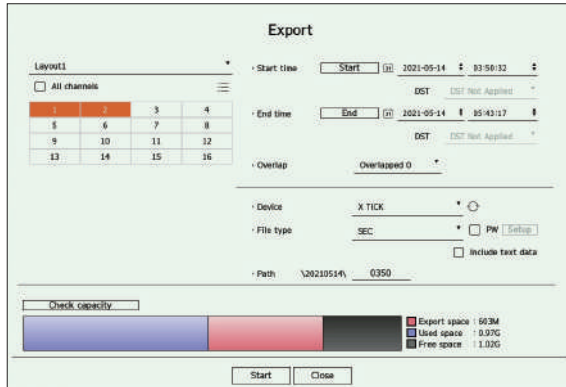 Export
Layout1
All channels
1 2 3 4
5 6 7 8
9 10 11 12
13 14 15 16
· Start time Start 2021-05-14 03:50:32
DST DST Not Applied
· End time End 2021-05-14 05:43:17
DST DST Not Applied
· Overlap Overlapped 0
· Device X TICK
· File type SEC PW Setup
Include text data
· Path \20210514\ 0350
Check capacity
Export space : 603M
Used space : 0.97G
Free space : 1.02G
Start Close